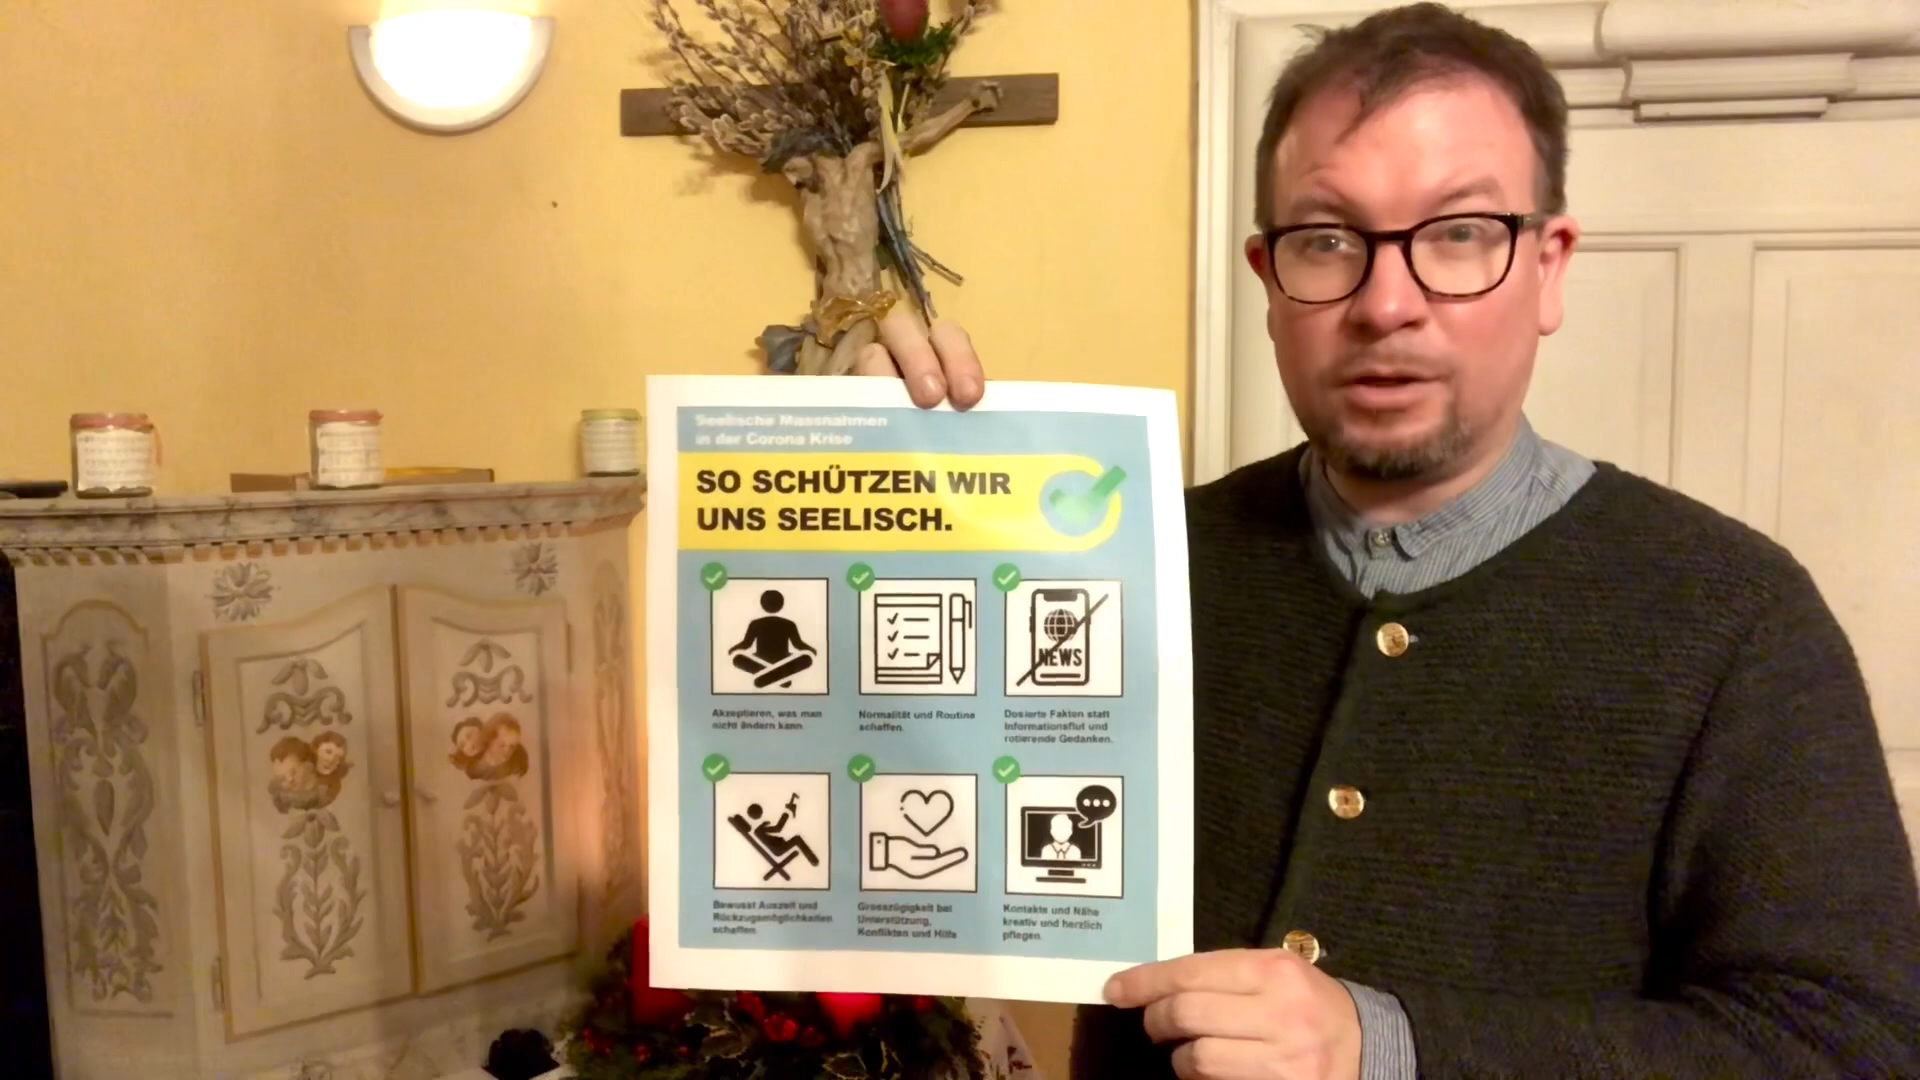 Seelische Massnahmen
in der Corona Krise
SO SCHÜTZEN WIR
UNS SEELISCH.
NEWS
Akzeptieren, was man
nicht ändern kann
Normalität und Routine
schaffen.
Dosierte Fakten statt
Informationsflut und
rotierende Gedanken.
Bewusst Auszeit und
Rückzugsmöglichkeiten
schaffen.
Grosszügigkeit bei
Unterstützung,
Konflikten und Hilfe
Kontakte und Nähe
kreativ und herzlich
pflegen.